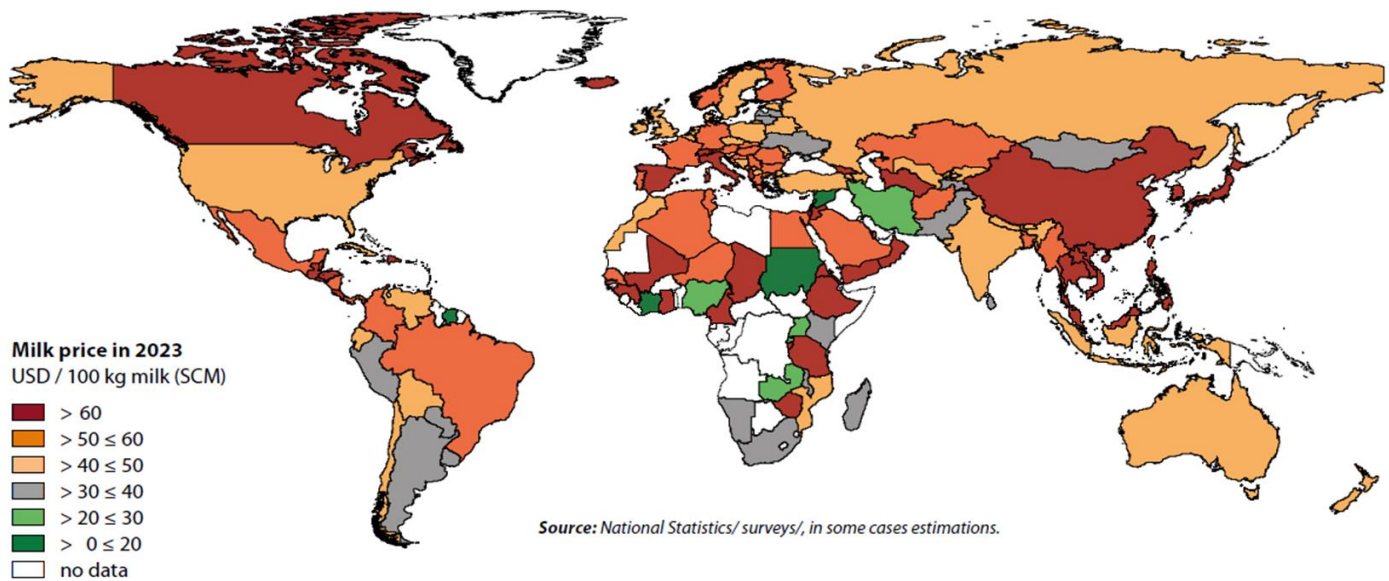 Milk price in 2023
USD / 100 kg milk (SCM)
> 60
> 50 ≤ 60
> 40 ≤ 50
> 30 ≤ 40
> 20 ≤ 30
> 0 ≤ 20
no data
Source: National Statistics/ surveys/, in some cases estimations.